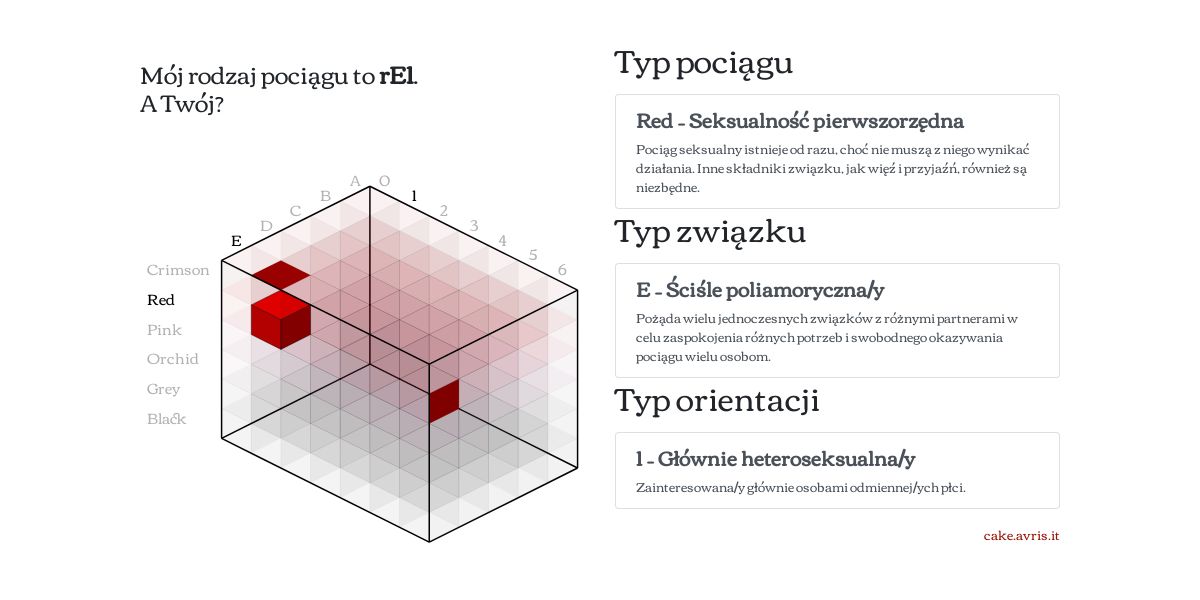 Mój rodzaj pociągu to rE1.
A Twój?
A
O
B
1
C
2
D
3
E
4
5
6
Crimson
Red
Pink
Orchid
Grey
Black
Typ pociągu
Red – Seksualność pierwszorzędna
Pociąg seksualny istnieje od razu, choć nie muszą z niego wynikać
działania. Inne składniki związku, jak więź i przyjaźń, również są
niezbędne.
Typ związku
E – Ściśle poliamoryczna/y
Pożąda wielu jednoczesnych związków z różnymi partnerami w
celu zaspokojenia różnych potrzeb i swobodnego okazywania
pociągu wielu osobom.
Typ orientacji
1 – Głównie heteroseksualna/y
Zainteresowana/y głównie osobami odmiennej/ych płci.
cake.avris.it